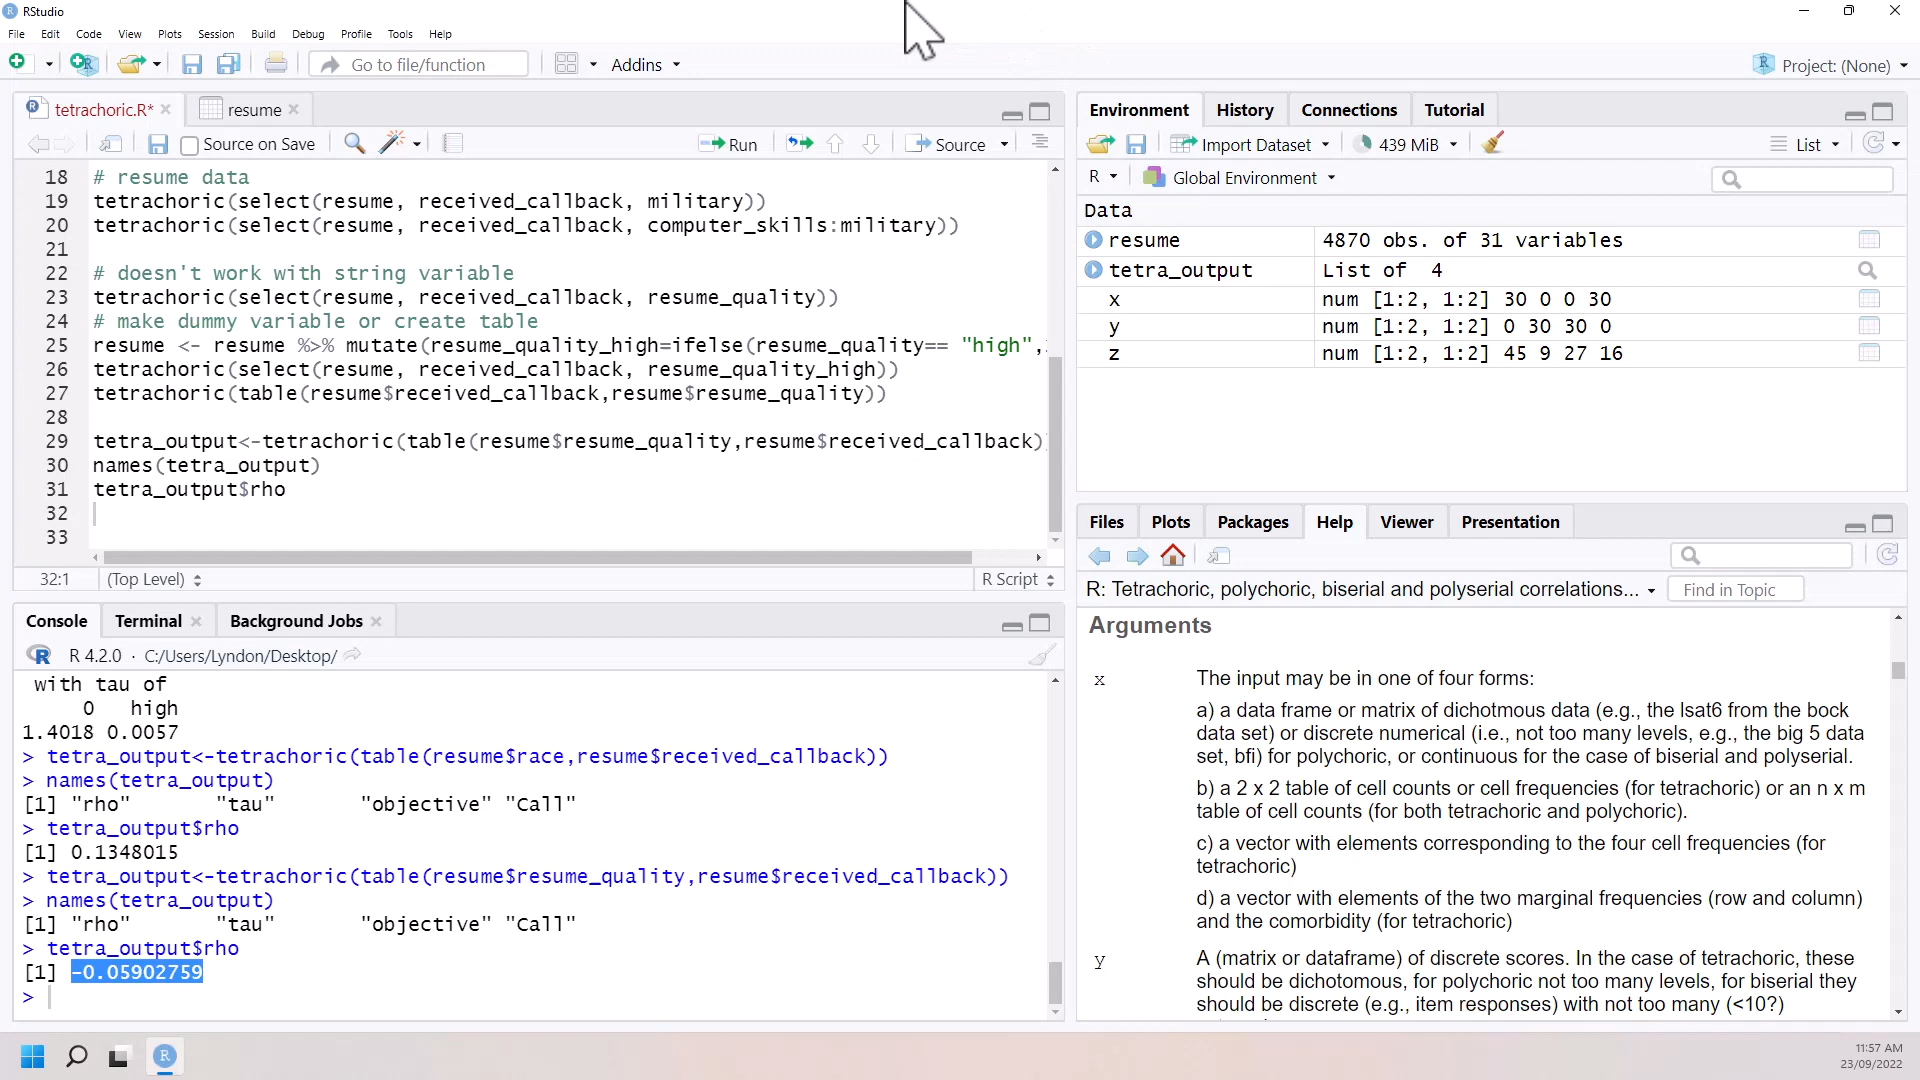 RStudio
File Edit Code View Plots Session Build Debug Profile Tools Help
Go to file/function Addins Project: (None)
tetrachoric.R* resume
Source on Save Run Source
18 # resume data
19 tetrachoric(select(resume, received_callback, military))
20 tetrachoric(select(resume, received_callback, computer_skills:military))
21
22 # doesn't work with string variable
23 tetrachoric(select(resume, received_callback, resume_quality))
24 # make dummy variable or create table
25 resume <- resume %>% mutate(resume_quality_high=ifelse(resume_quality== "high",
26 tetrachoric(select(resume, received_callback, resume_quality_high))
27 tetrachoric(table(resume$received_callback,resume$resume_quality))
28
29 tetra_output<-tetrachoric(table(resume$resume_quality,resume$received_callback)
30 names(tetra_output)
31 tetra_output$rho
32
33
32:1 (Top Level) R Script
Console Terminal Background Jobs
R 4.2.0 · C:/Users/Lyndon/Desktop/
with tau of
0 high
1.4018 0.0057
> tetra_output<-tetrachoric(table(resume$race,resume$received_callback))
> names(tetra_output)
[1] "rho" "tau" "objective" "Call"
> tetra_output$rho
[1] 0.1348015
> tetra_output<-tetrachoric(table(resume$resume_quality,resume$received_callback))
> names(tetra_output)
[1] "rho" "tau" "objective" "Call"
> tetra_output$rho
[1] -0.05902759
>
Environment History Connections Tutorial
Import Dataset 439 MiB List
R Global Environment
Data
resume 4870 obs. of 31 variables
tetra_output List of 4
x num [1:2, 1:2] 30 0 0 30
y num [1:2, 1:2] 0 30 30 0
z num [1:2, 1:2] 45 9 27 16
Files Plots Packages Help Viewer Presentation
R: Tetrachoric, polychoric, biserial and polyserial correlations... Find in Topic
Arguments
x The input may be in one of four forms:
a) a data frame or matrix of dichotmous data (e.g., the lsat6 from the bock
data set) or discrete numerical (i.e., not too many levels, e.g., the big 5 data
set, bfi) for polychoric, or continuous for the case of biserial and polyserial.
b) a 2 x 2 table of cell counts or cell frequencies (for tetrachoric) or an n x m
table of cell counts (for both tetrachoric and polychoric).
c) a vector with elements corresponding to the four cell frequencies (for
tetrachoric)
d) a vector with elements of the two marginal frequencies (row and column)
and the comorbidity (for tetrachoric)
y A (matrix or dataframe) of discrete scores. In the case of tetrachoric, these
should be dichotomous, for polychoric not too many levels, for biserial they
should be discrete (e.g., item responses) with not too many (<10?)
11:57 AM
23/09/2022